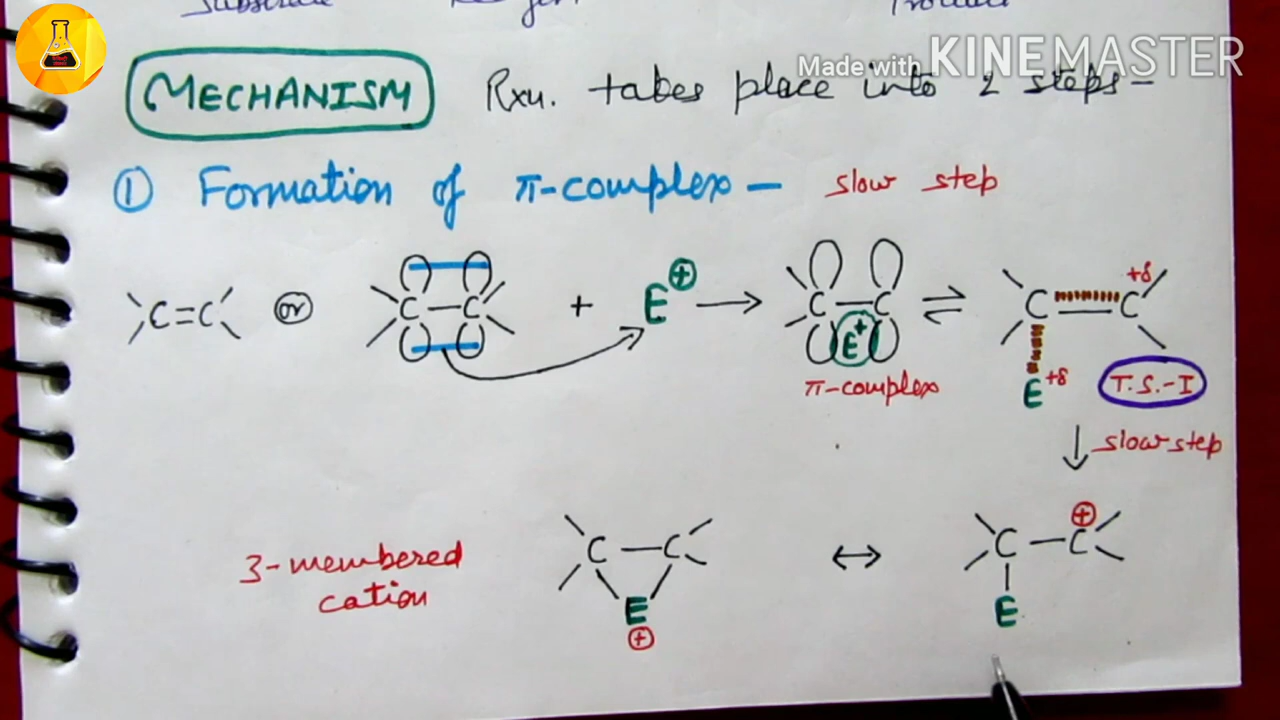 Made with KINEMASTER
MECHANISM Rxn. takes place into 2 steps –
① Formation of π-complex – slow step
C=C or C–C + E⊕ → C–C E⁺ ⇌ C C +δ
E +δ
π-complex T.S.-I
↓ slow step
C–C ↔ C–C ⊕
3-membered
cation
E E
⊕